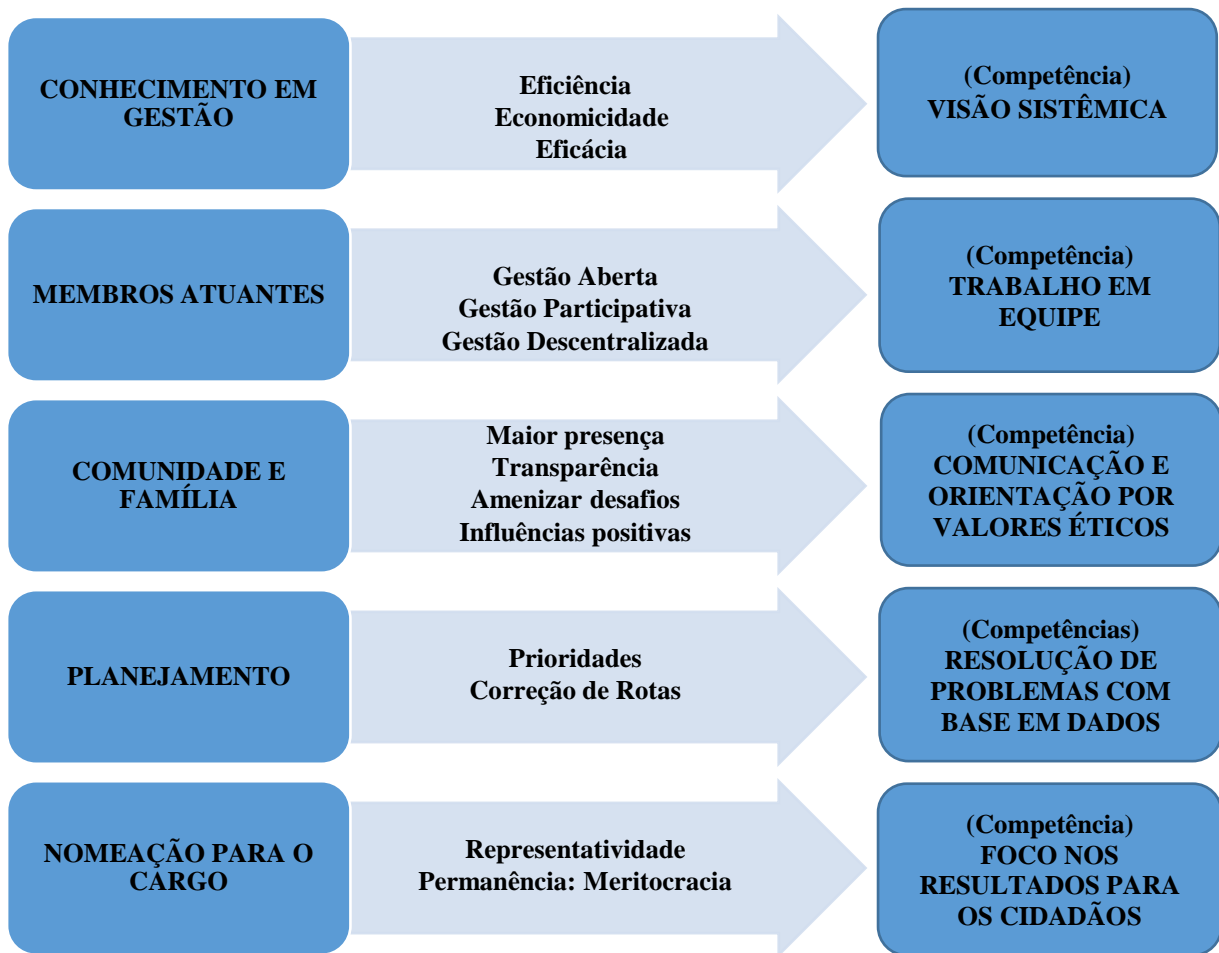 CONHECIMENTO EM
GESTÃO
Eficiência
Economicidade
Eficácia
(Competência)
VISÃO SISTÊMICA
MEMBROS ATUANTES
Gestão Aberta
Gestão Participativa
Gestão Descentralizada
(Competência)
TRABALHO EM
EQUIPE
COMUNIDADE E
FAMÍLIA
Maior presença
Transparência
Amenizar desafios
Influências positivas
(Competência)
COMUNICAÇÃO E
ORIENTAÇÃO POR
VALORES ÉTICOS
PLANEJAMENTO
Prioridades
Correção de Rotas
(Competências)
RESOLUÇÃO DE
PROBLEMAS COM
BASE EM DADOS
NOMEAÇÃO PARA O
CARGO
Representatividade
Permanência: Meritocracia
(Competência)
FOCO NOS
RESULTADOS PARA
OS CIDADÃOS